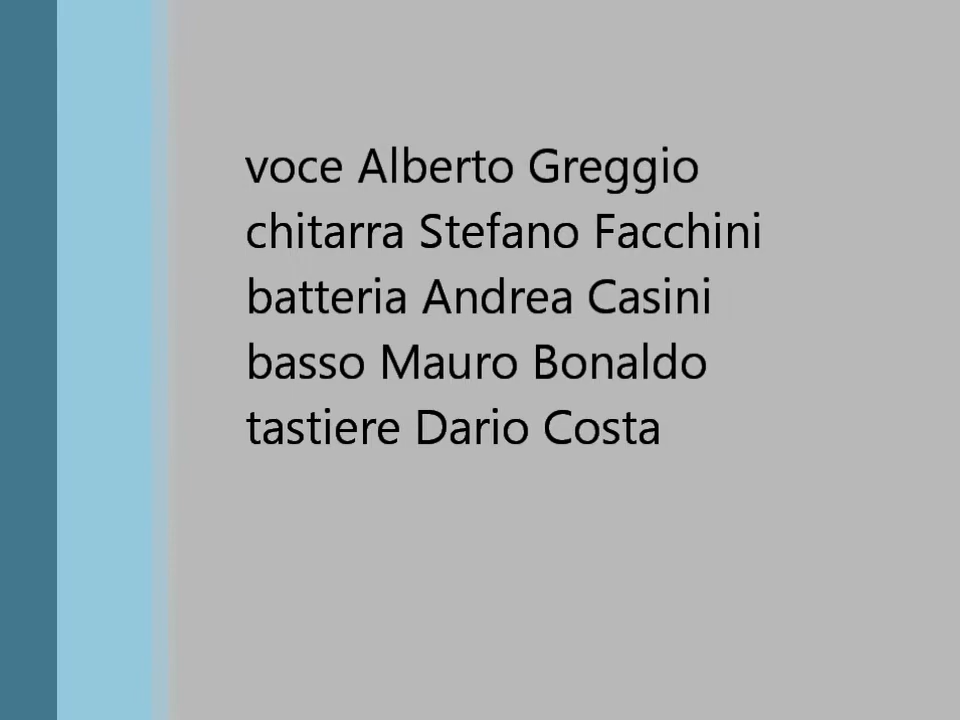 voce Alberto Greggio
chitarra Stefano Facchini
batteria Andrea Casini
basso Mauro Bonaldo
tastiere Dario Costa